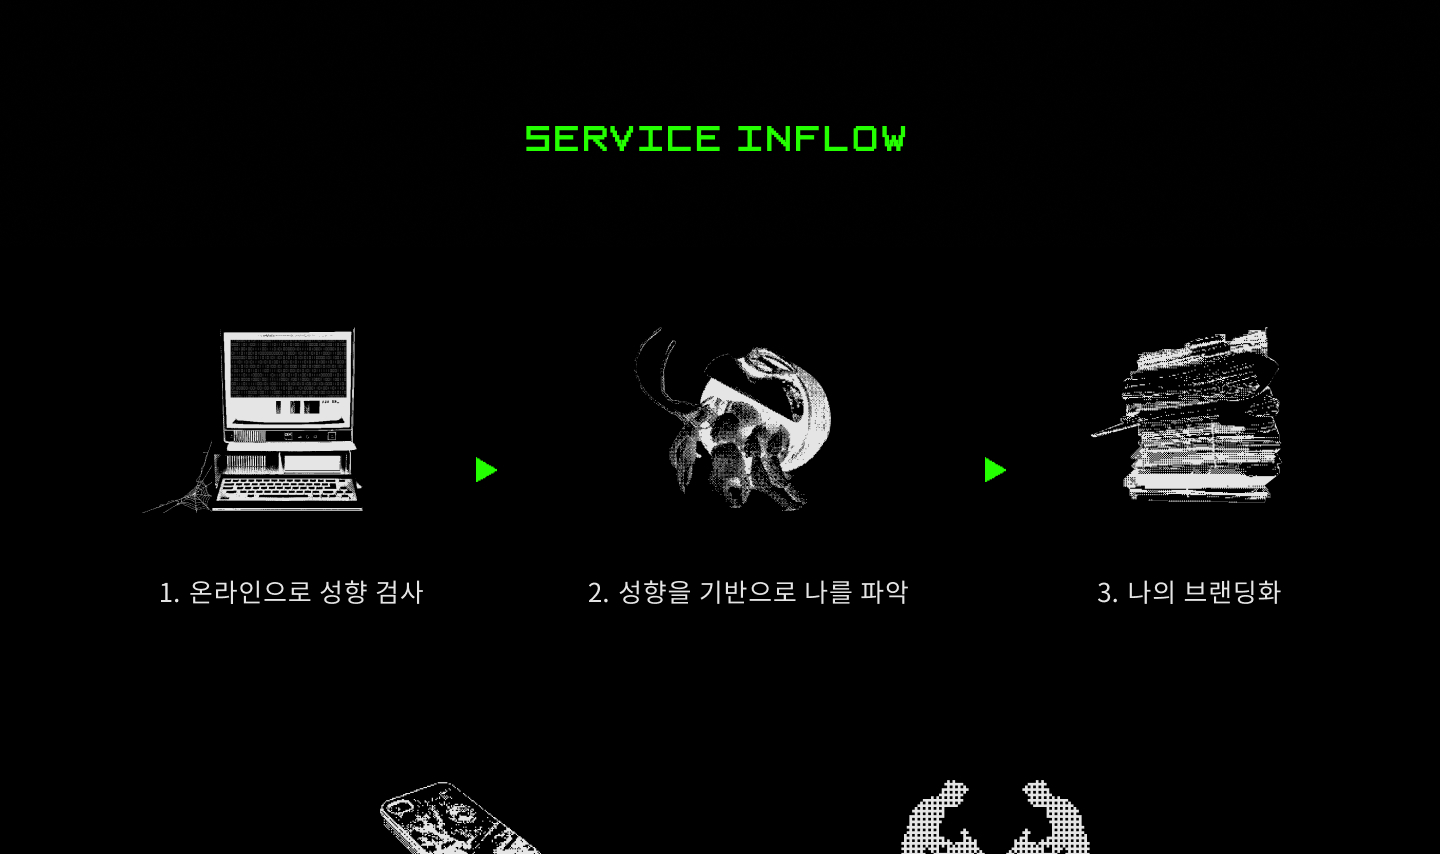 SERVICE INFLOW
1. 온라인으로 성향 검사
2. 성향을 기반으로 나를 파악
3. 나의 브랜딩화